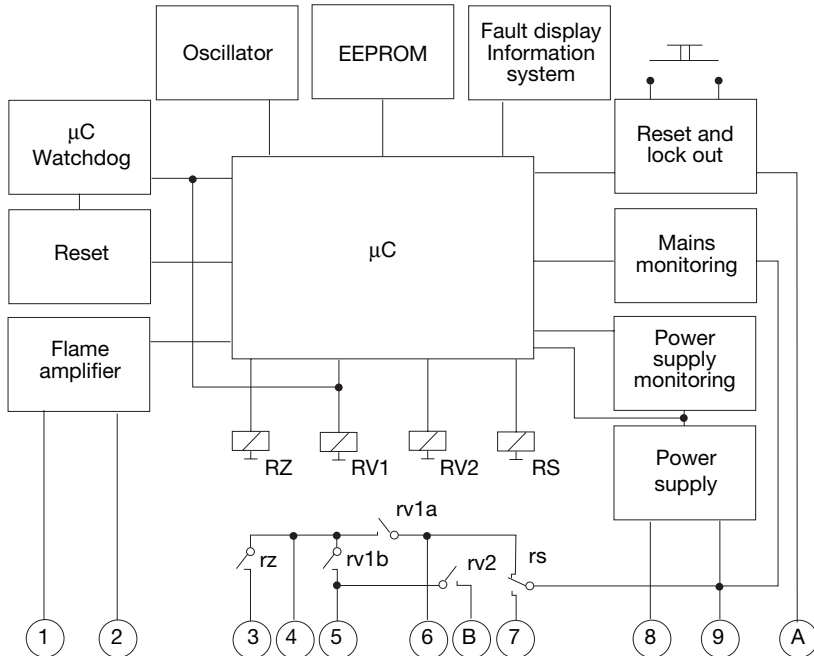 Oscillator
EEPROM
Fault display
Information
system
μC
Watchdog
Reset and
lock out
Reset
μC
Mains
monitoring
Flame
amplifier
Power
supply
monitoring
RZ
RV1
RV2
RS
Power
supply
rv1a
rz
rv1b
rv2
rs
1
2
3
4
5
6
B
7
8
9
A